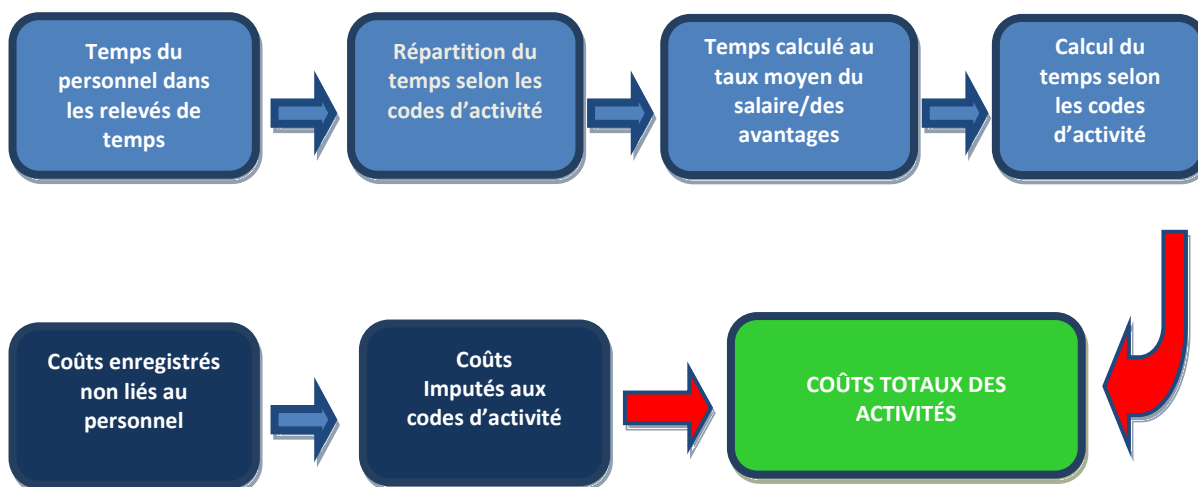 Temps du
personnel dans
les relevés de
temps
Répartition du
temps selon les
codes d’activité
Temps calculé au
taux moyen du
salaire/des
avantages
Calcul du
temps selon
les codes
d’activité
Coûts enregistrés
non liés au
personnel
Coûts
Imputés aux
codes d’activité
COÛTS TOTAUX DES
ACTIVITÉS